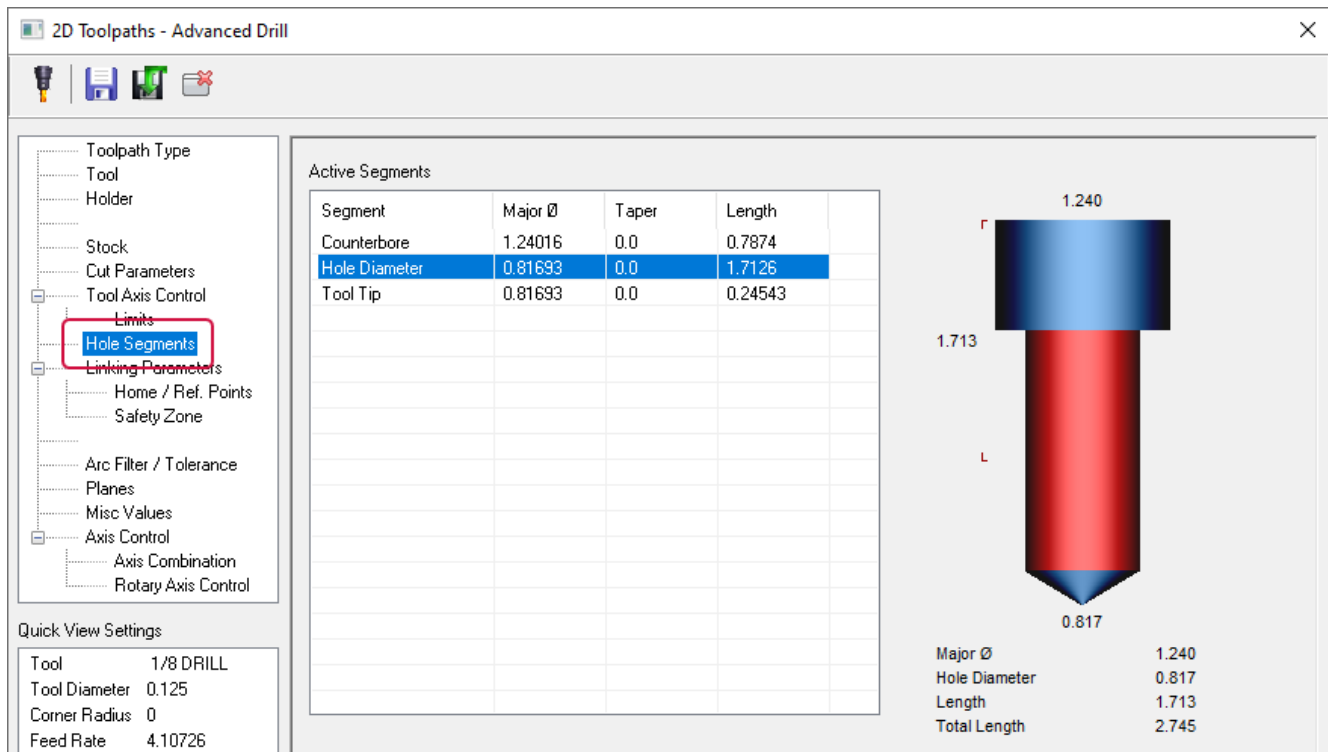 2D Toolpaths - Advanced Drill
Toolpath Type
Tool
Holder
Stock
Cut Parameters
Tool Axis Control
Limits
Hole Segments
Linking Parameters
Home / Ref. Points
Safety Zone
Arc Filter / Tolerance
Planes
Misc Values
Axis Control
Axis Combination
Rotary Axis Control
Quick View Settings
Tool 1/8 DRILL
Tool Diameter 0.125
Corner Radius 0
Feed Rate 4.10726
Active Segments
Segment Major Ø Taper Length
Counterbore 1.24016 0.0 0.7874
Hole Diameter 0.81693 0.0 1.7126
Tool Tip 0.81693 0.0 0.24543
1.240
1.713
0.817
Major Ø 1.240
Hole Diameter 0.817
Length 1.713
Total Length 2.745